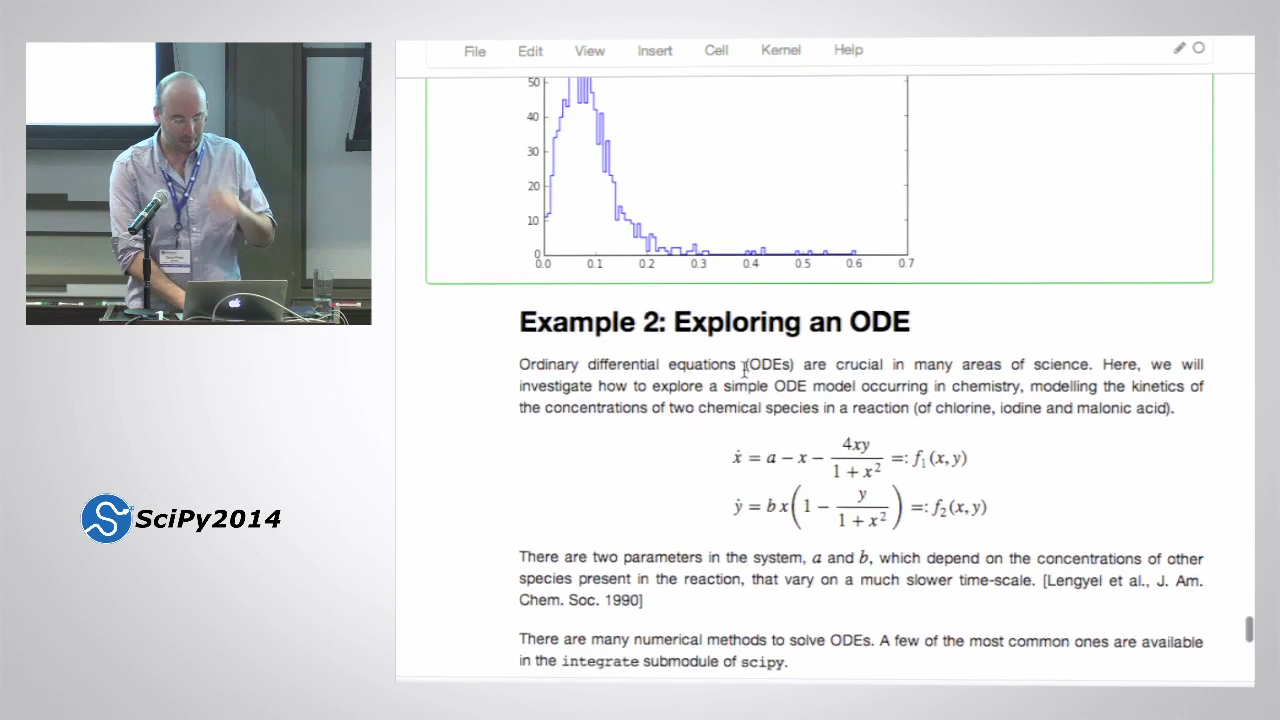 File Edit View Insert Cell Kernel Help
50
40
30
20
10
0
0.0 0.1 0.2 0.3 0.4 0.5 0.6 0.7
Example 2: Exploring an ODE
Ordinary differential equations (ODEs) are crucial in many areas of science. Here, we will
investigate how to explore a simple ODE model occurring in chemistry, modelling the kinetics of
the concentrations of two chemical species in a reaction (of chlorine, iodine and malonic acid).
ẋ = a − x − 4xy / (1 + x²) =: f₁(x, y)
ẏ = b x (1 − y / (1 + x²)) =: f₂(x, y)
There are two parameters in the system, a and b, which depend on the concentrations of other
species present in the reaction, that vary on a much slower time-scale. [Lengyel et al., J. Am.
Chem. Soc. 1990]
There are many numerical methods to solve ODEs. A few of the most common ones are available
in the integrate submodule of scipy.
SciPy2014